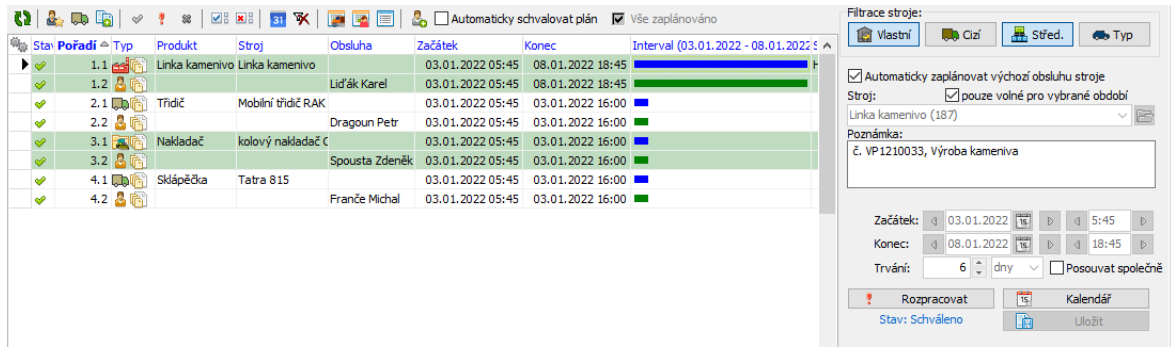 31 Automaticky schvalovat plán Vše zaplánováno
Stav Pořadí Typ Produkt Stroj Obsluha Začátek Konec Interval (03.01.2022 - 08.01.2022 S
1.1 Linka kamenivo Linka kamenivo 03.01.2022 05:45 08.01.2022 18:45 H
1.2 Liďák Karel 03.01.2022 05:45 08.01.2022 18:45
2.1 Třídič Mobilní třídič RAK 03.01.2022 05:45 03.01.2022 16:00
2.2 Dragoun Petr 03.01.2022 05:45 03.01.2022 16:00
3.1 Nakladač kolový nakladač C 03.01.2022 05:45 03.01.2022 16:00
3.2 Spousta Zdeněk 03.01.2022 05:45 03.01.2022 16:00
4.1 Sklápěčka Tatra 815 03.01.2022 05:45 03.01.2022 16:00
4.2 Franče Michal 03.01.2022 05:45 03.01.2022 16:00
Filtrace stroje:
Vlastní Cizí Střed. Typ
Automaticky zaplánovat výchozí obsluhu stroje
Stroj: pouze volné pro vybrané období
Linka kamenivo (187)
Poznámka:
č. VP1210033, Výroba kameniva
Začátek: 03.01.2022 15 5:45
Konec: 08.01.2022 15 18:45
Trvání: 6 dny Posouvat společně
Rozpracovat 15 Kalendář
Stav: Schváleno Uložit